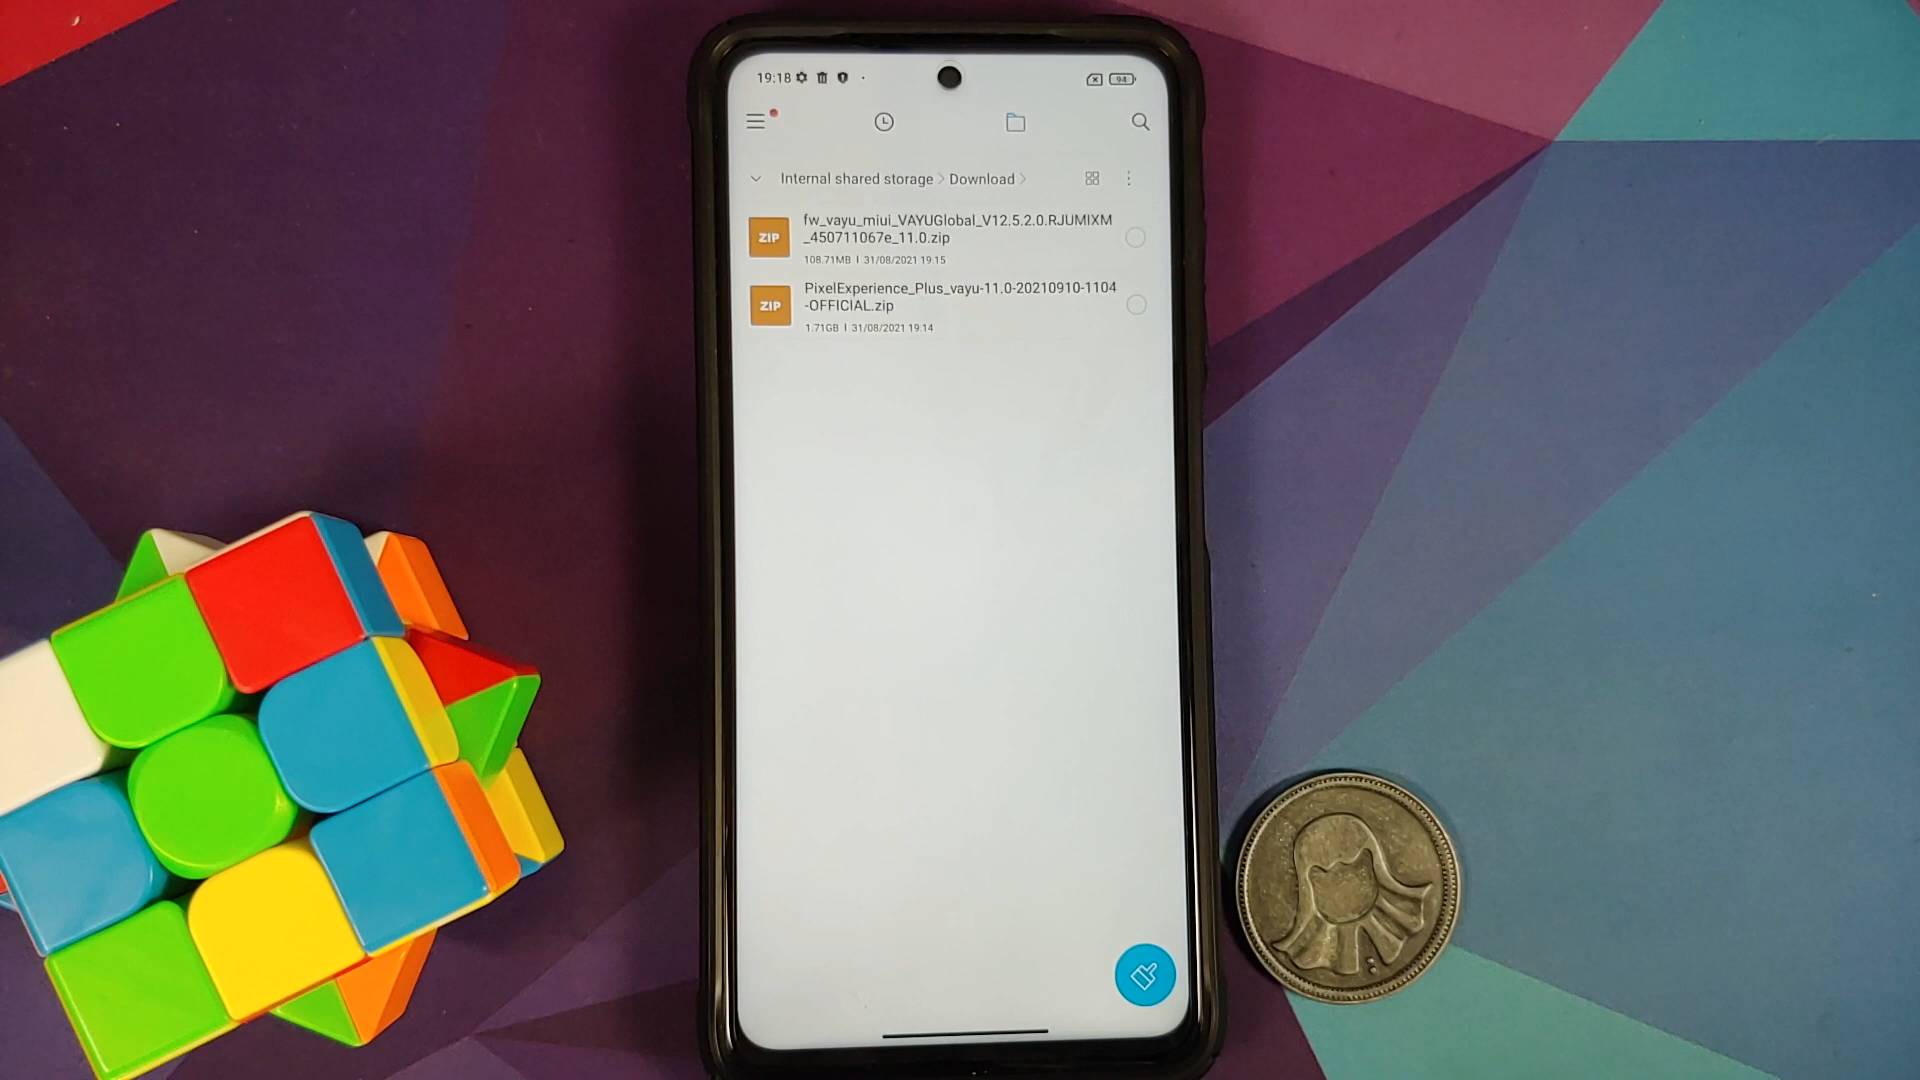 19:18
94
Internal shared storage > Download >
ZIP
fw_vayu_miui_VAYUGlobal_V12.5.2.0.RJUMIXM
_450711067e_11.0.zip
108.71MB | 31/08/2021 19:15
ZIP
PixelExperience_Plus_vayu-11.0-20210910-1104
-OFFICIAL.zip
1.71GB | 31/08/2021 19:14